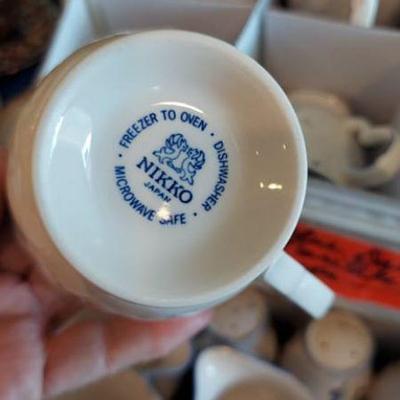 FREEZER TO OVEN · DISHWASHER · MICROWAVE SAFE ·
NIKKO
JAPAN